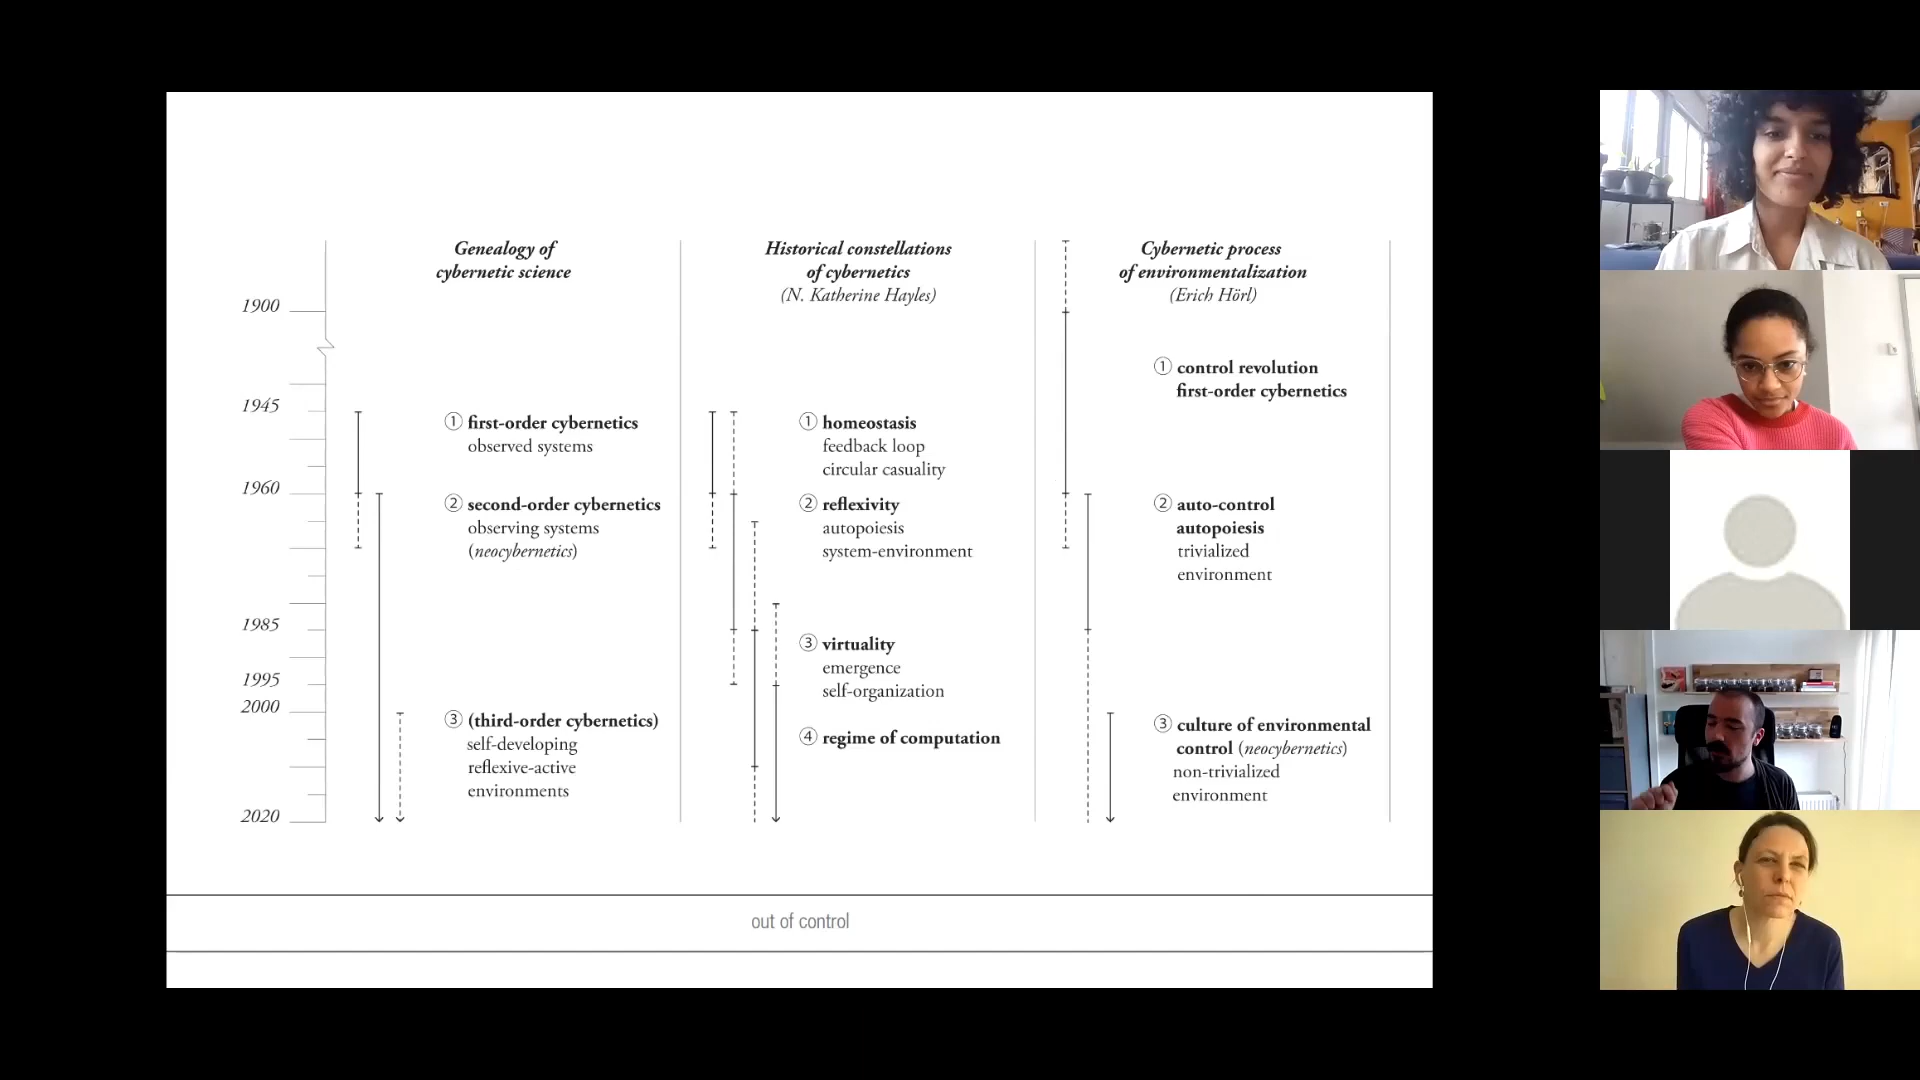 Genealogy of
cybernetic science
Historical constellations
of cybernetics
(N. Katherine Hayles)
Cybernetic process
of environmentalization
(Erich Hörl)
1900
1945
1960
1985
1995
2000
2020
① first-order cybernetics
observed systems
② second-order cybernetics
observing systems
(neocybernetics)
③ (third-order cybernetics)
self-developing
reflexive-active
environments
① homeostasis
feedback loop
circular casuality
② reflexivity
autopoiesis
system-environment
③ virtuality
emergence
self-organization
④ regime of computation
① control revolution
first-order cybernetics
② auto-control
autopoiesis
trivialized
environment
③ culture of environmental
control (neocybernetics)
non-trivialized
environment
out of control